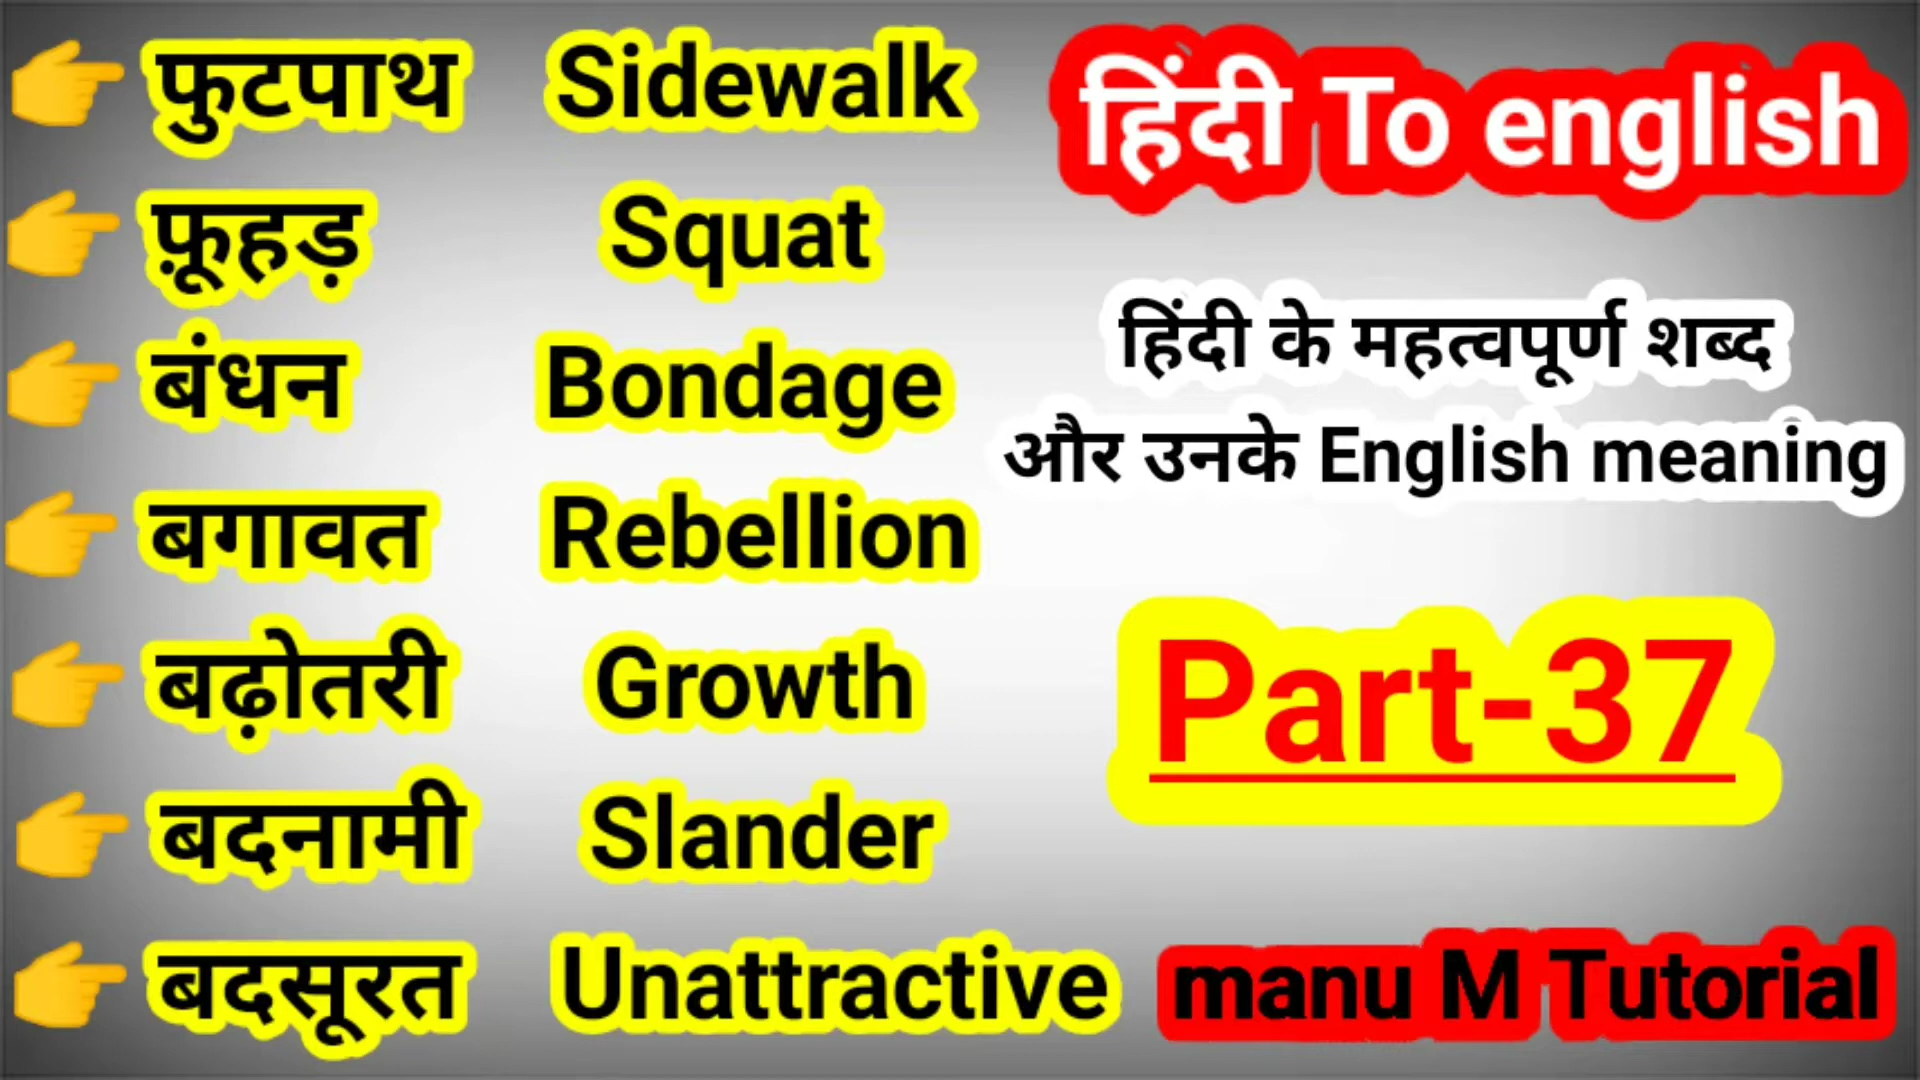 फुटपाथ Sidewalk
फ़ूहड़ Squat
बंधन Bondage
बगावत Rebellion
बढ़ोतरी Growth
बदनामी Slander
बदसूरत Unattractive
हिंदी To english
हिंदी के महत्वपूर्ण शब्द
और उनके English meaning
Part-37
manu M Tutorial